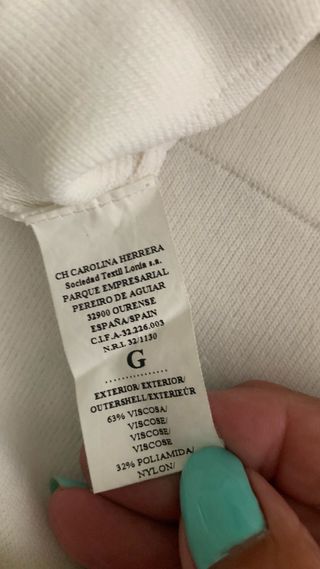 CH CAROLINA HERRERA
Sociedad Textil Lonia s.a.
PARQUE EMPRESARIAL
PEREIRO DE AGUIAR
32900 OURENSE
ESPAÑA/SPAIN
C.I.F.A-32.226.003
N.R.I. 32/1130
G
..............
EXTERIOR/EXTERIOR/
OUTERSHELL/EXTERIEÙR
63% VISCOSA/
VISCOSE/
VISCOSE/
VISCOSE
32% POLIAMIDA/
NYLON/